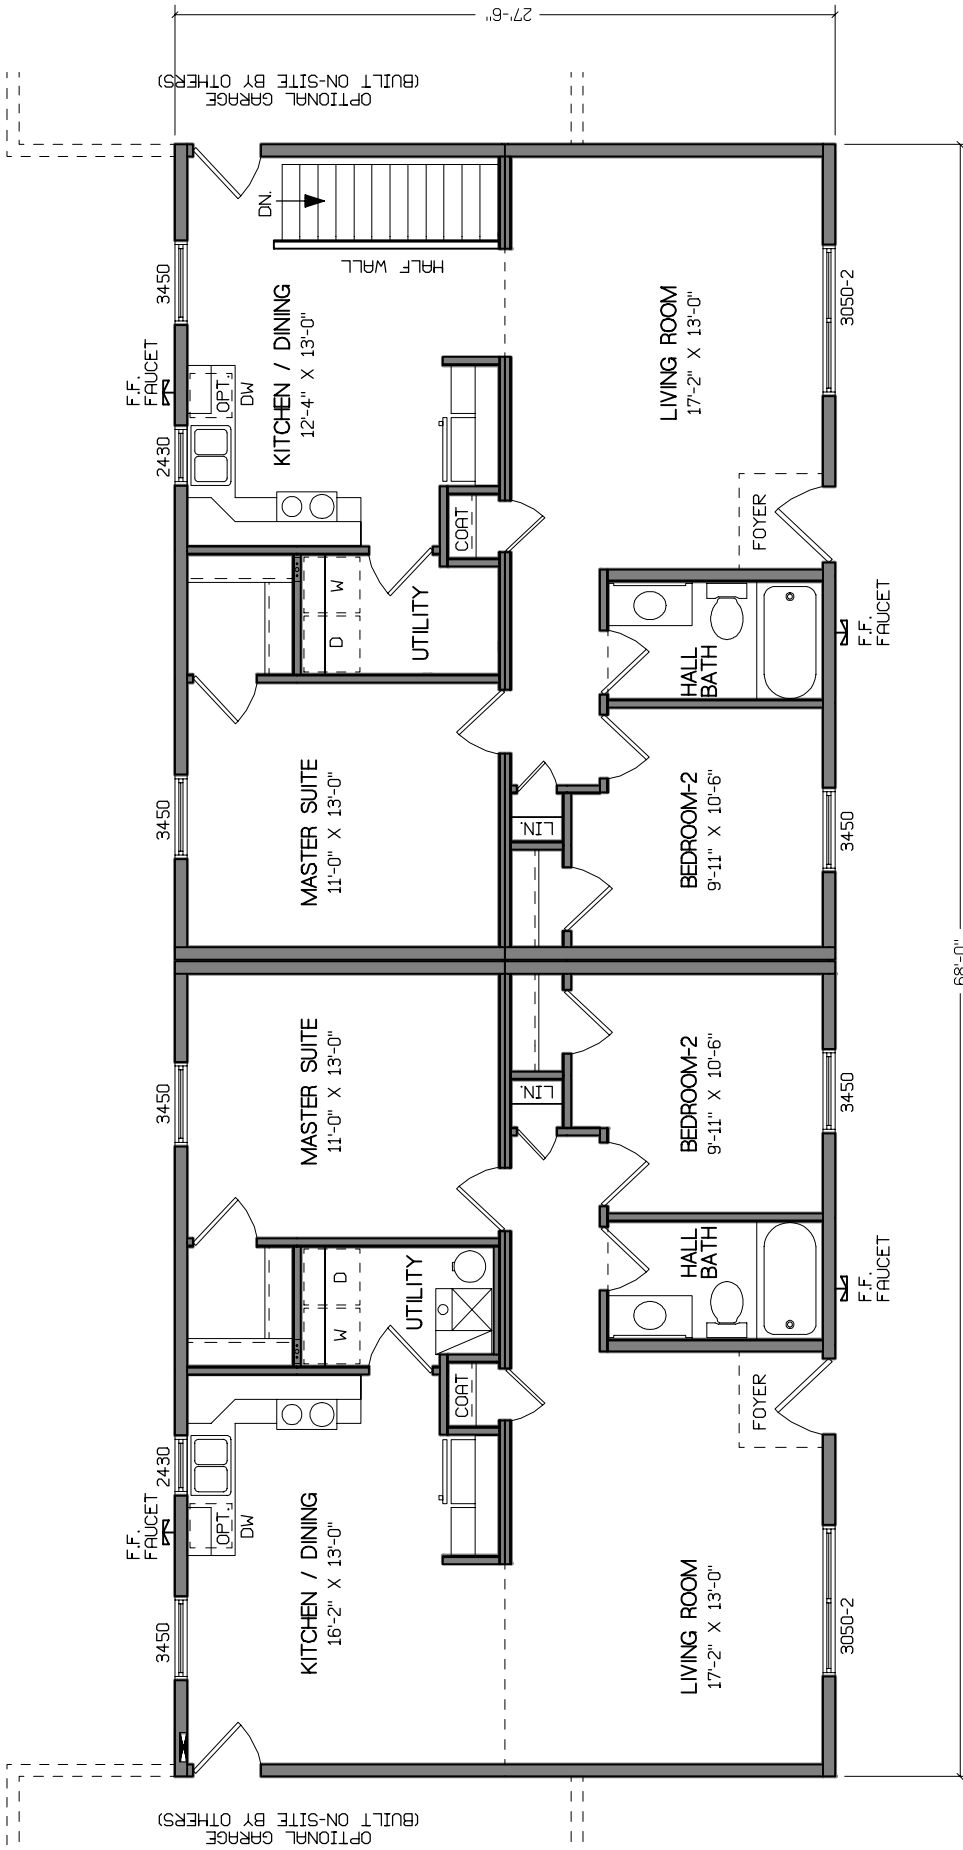 27'-6"
OPTIONAL GARAGE
(BUILT ON-SITE BY OTHERS)
DN.
HALF WALL
3450
KITCHEN / DINING
12'-4" X 13'-0"
LIVING ROOM
17'-2" X 13'-0"
3050-2
F.F.
FAUCET
OPT.
DW
2430
COAT
FOYER
W
D
UTILITY
HALL
BATH
F.F.
FAUCET
3450
MASTER SUITE
11'-0" X 13'-0"
LIN.
BEDROOM-2
9'-11" X 10'-6"
3450
68'-0"
3450
MASTER SUITE
11'-0" X 13'-0"
LIN.
BEDROOM-2
9'-11" X 10'-6"
3450
D
W
UTILITY
HALL
BATH
F.F.
FAUCET
COAT
FOYER
2430
F.F.
FAUCET
OPT.
DW
KITCHEN / DINING
16'-2" X 13'-0"
3450
LIVING ROOM
17'-2" X 13'-0"
3050-2
OPTIONAL GARAGE
(BUILT ON-SITE BY OTHERS)